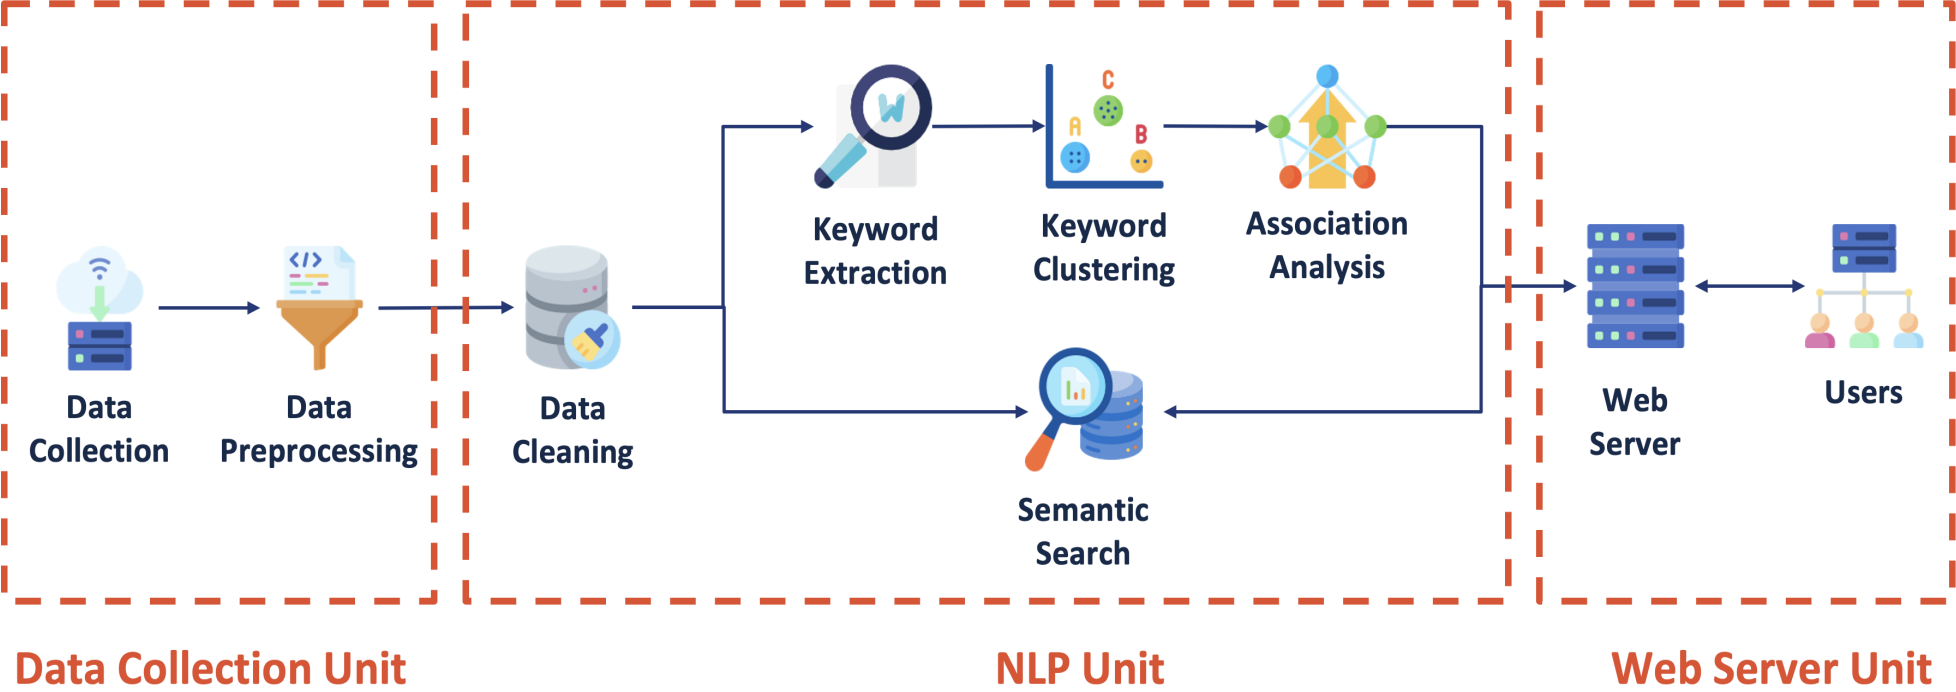 Data
Collection
Data
Preprocessing
Data Collection Unit
Data
Cleaning
W
Keyword
Extraction
A
C
B
Keyword
Clustering
Association
Analysis
Semantic
Search
NLP Unit
Web
Server
Users
Web Server Unit